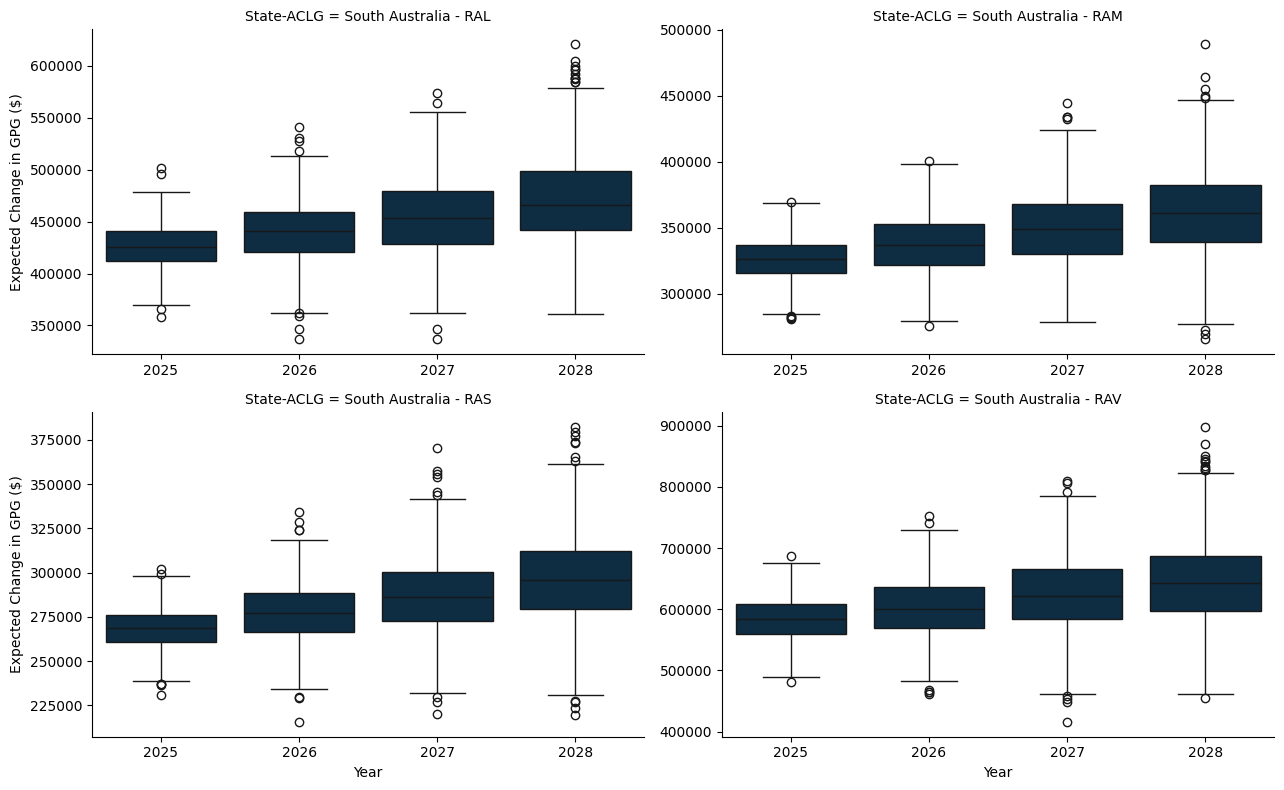 State-ACLG = South Australia - RAL
Expected Change in GPG ($)
600000
550000
500000
450000
400000
350000
2025 2026 2027 2028
State-ACLG = South Australia - RAM
500000
450000
400000
350000
300000
2025 2026 2027 2028
State-ACLG = South Australia - RAS
Expected Change in GPG ($)
375000
350000
325000
300000
275000
250000
225000
2025 2026 2027 2028
Year
State-ACLG = South Australia - RAV
900000
800000
700000
600000
500000
400000
2025 2026 2027 2028
Year